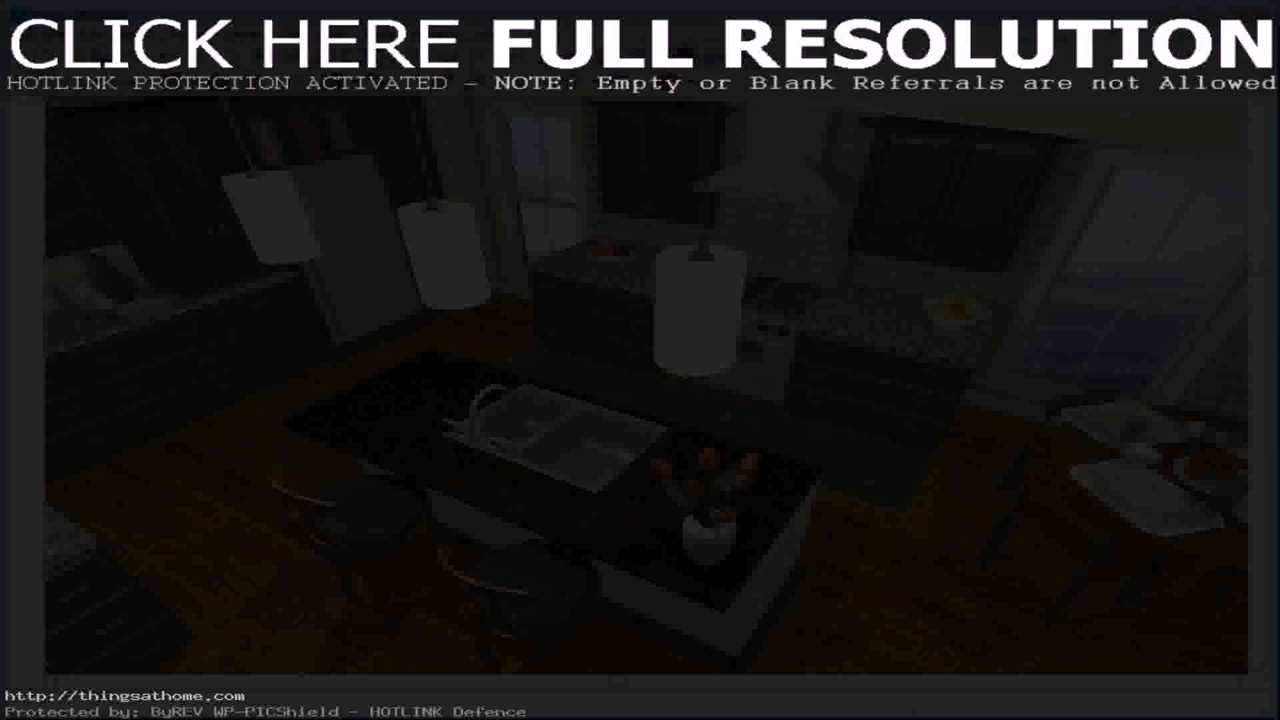 CLICK HERE FULL RESOLUTION
HOTLINK PROTECTION ACTIVATED - NOTE: Empty or Blank Referrals are not Allowed
http://thingsathome.com
Protected by: ByREV WP-PICShield - HOTLINK Defence